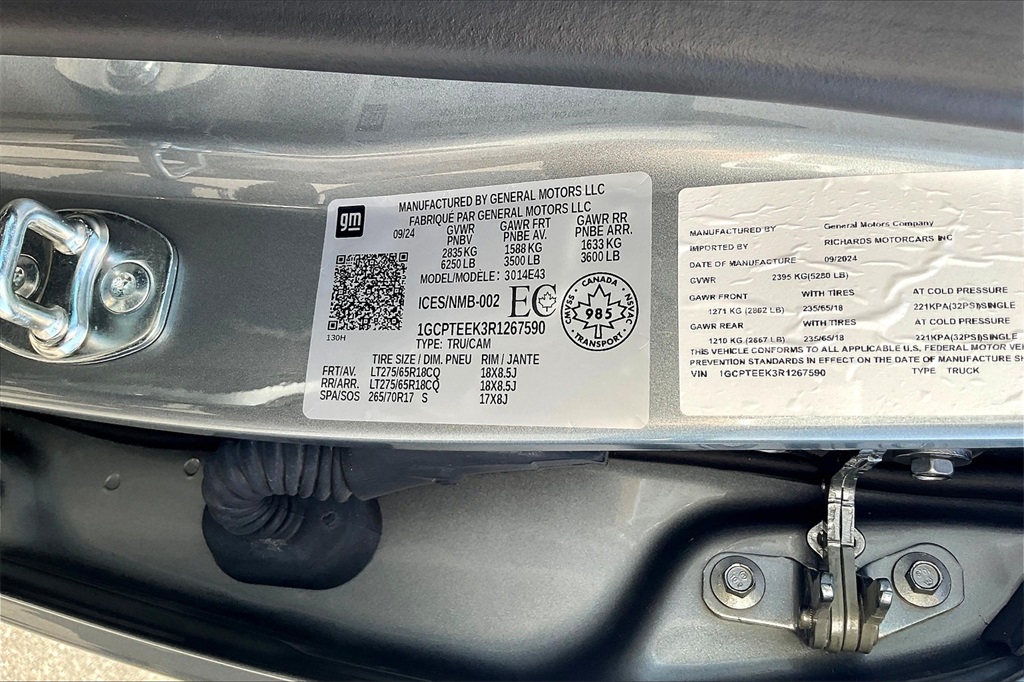 MANUFACTURED BY GENERAL MOTORS LLC
FABRIQUÉ PAR GENERAL MOTORS LLC
gm
09/24 GVWR GAWR FRT GAWR RR
PNBV PNBE AV. PNBE ARR.
2835 KG 1588 KG 1633 KG
6250 LB 3500 LB 3600 LB
MODEL/MODÈLE: 3014E43
ICES/NMB-002 EC
130H
1GCPTEEK3R1267590
TYPE: TRU/CAM
TIRE SIZE / DIM. PNEU RIM / JANTE
FRT/AV. LT275/65R18CQ 18X8.5J
RR/ARR. LT275/65R18CQ 18X8.5J
SPA/SOS 265/70R17 S 17X8J
CANADA
CMVSS NSVAC
985
TRANSPORT
MANUFACTURED BY General Motors Company
IMPORTED BY RICHARDS MOTORCARS INC
DATE OF MANUFACTURE 09/2024
GVWR 2395 KG(5280 LB)
GAWR FRONT WITH TIRES AT COLD PRESSURE
1271 KG (2802 LB) 235/65/18 221KPA(32PSI)SINGLE
GAWR REAR WITH TIRES AT COLD PRESSURE
1210 KG (2667 LB) 235/65/18 221KPA(32PSI)SINGLE
THIS VEHICLE CONFORMS TO ALL APPLICABLE U,S, FEDERAL MOTOR
PREVENTION STANDARDS IN EFFECT ON THE DATE OF MANUFACTURE
VIN 1GCPTEEK3R1267590 TYPE TRUCK